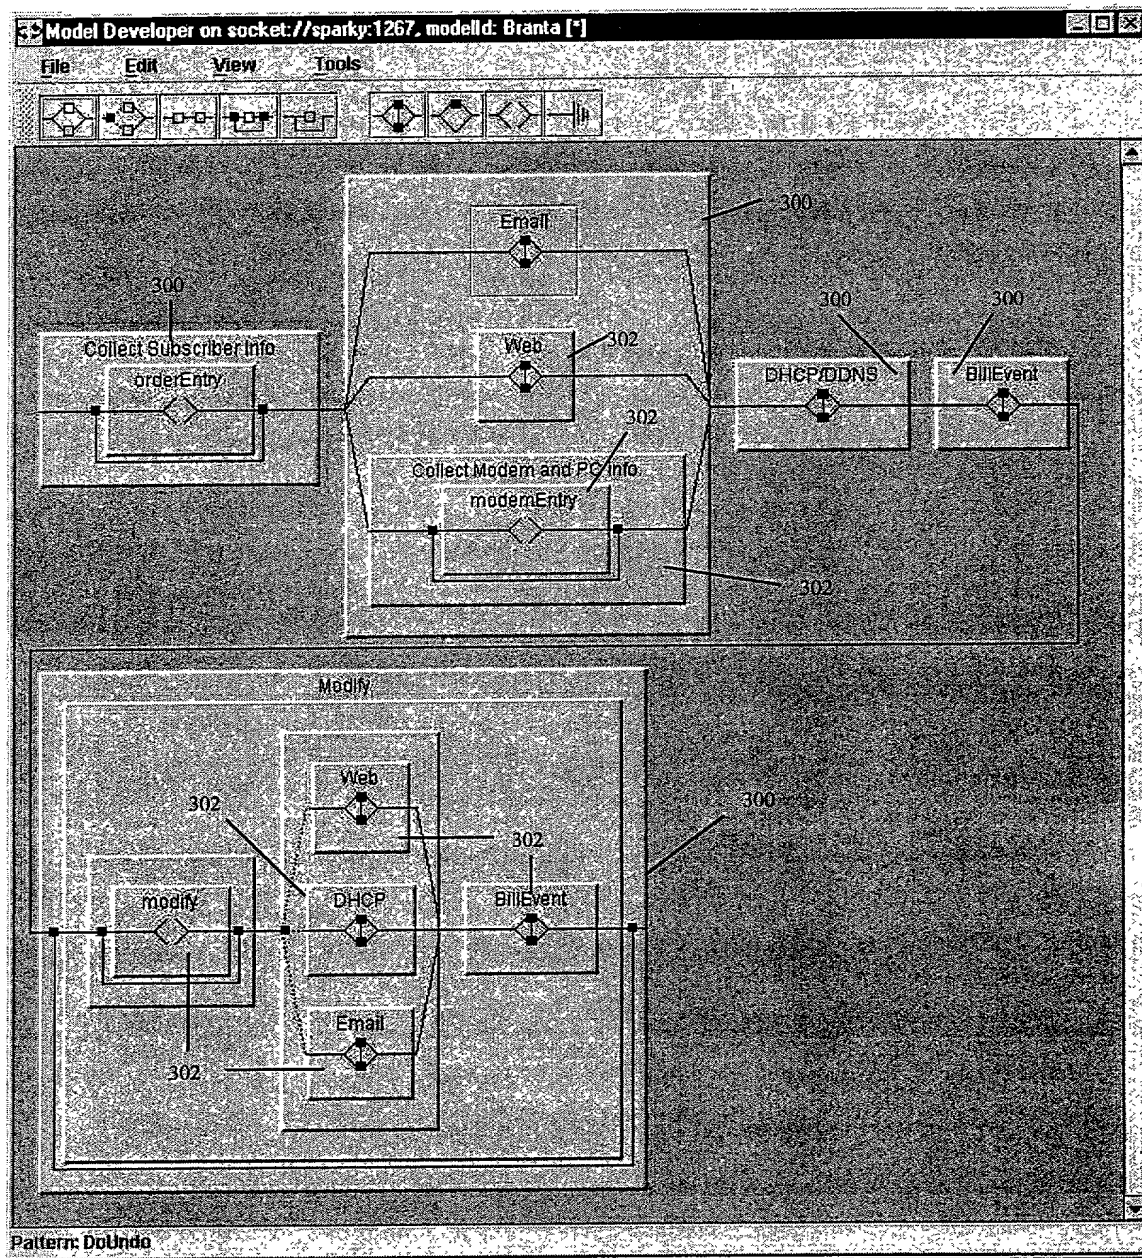 Model Developer on socket://sparky:1267, modelId: Branta [*]
File Edit View Tools
300
Email
300
300
300
Collect Subscriber Info
orderEntry
Web
302
DHCP/DDNS
BillEvent
302
Collect Modem and PC Info
modemEntry
302
Modify
Web
302
300
302
modify
DHCP
BillEvent
Email
302
Pattern: DoUndo